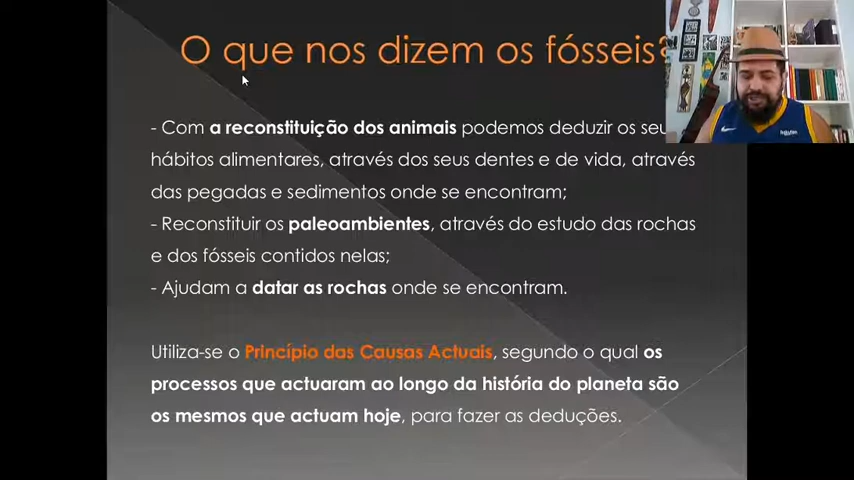 O que nos dizem os fósseis?
- Com a reconstituição dos animais podemos deduzir os seu
hábitos alimentares, através dos seus dentes e de vida, através
das pegadas e sedimentos onde se encontram;
- Reconstituir os paleoambientes, através do estudo das rochas
e dos fósseis contidos nelas;
- Ajudam a datar as rochas onde se encontram.
Utiliza-se o Princípio das Causas Actuais, segundo o qual os
processos que actuaram ao longo da história do planeta são
os mesmos que actuam hoje, para fazer as deduções.